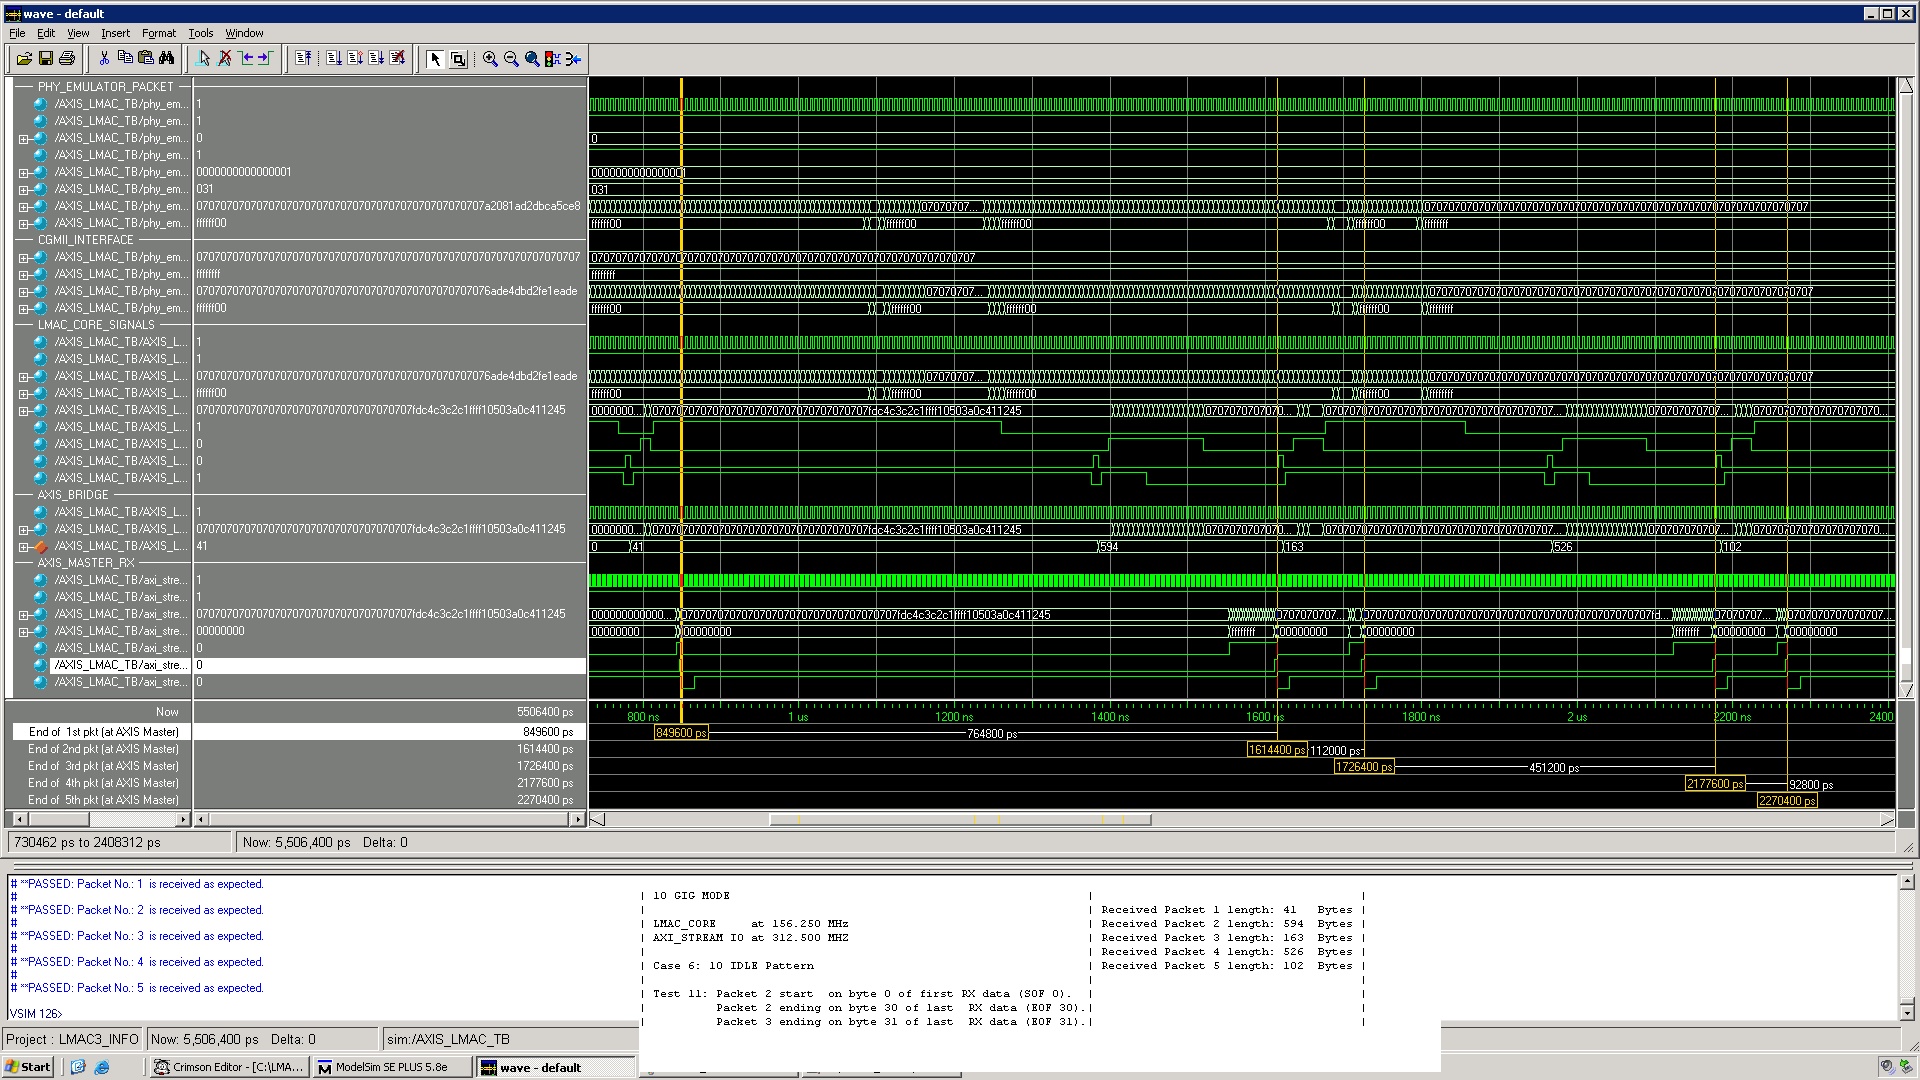 wave - default
File Edit View Insert Format Tools Window
PHY_EMULATOR_PACKET
/AXIS_LMAC_TB/phy_em... 1
/AXIS_LMAC_TB/phy_em... 1
/AXIS_LMAC_TB/phy_em... 0 0
/AXIS_LMAC_TB/phy_em... 1
/AXIS_LMAC_TB/phy_em... 0000000000000001 0000000000000001
/AXIS_LMAC_TB/phy_em... 031 031
/AXIS_LMAC_TB/phy_em... 070707... 07070707070707070707070707070707070707070707070707
/AXIS_LMAC_TB/phy_em... ffffff00 ffffff00 ffffff00 ffffff00 ffffff00 ffffffff
CGMII_INTERFACE
/AXIS_LMAC_TB/phy_em...
/AXIS_LMAC_TB/phy_em... ffffffff ffffffff
/AXIS_LMAC_TB/phy_em... 07070707...
/AXIS_LMAC_TB/phy_em... ffffff00 ffffff00 ffffff00 ffffff00 ffffff00 ffffffff
LMAC_CORE_SIGNALS
/AXIS_LMAC_TB/AXIS_L... 1
/AXIS_LMAC_TB/AXIS_L... 1
/AXIS_LMAC_TB/AXIS_L... 07070707...
/AXIS_LMAC_TB/AXIS_L... ffffff00 ffffff00 ffffff00 ffffff00 ffffff00 ffffffff
/AXIS_LMAC_TB/AXIS_L... 0000000...
/AXIS_LMAC_TB/AXIS_L... 1
/AXIS_LMAC_TB/AXIS_L... 0
/AXIS_LMAC_TB/AXIS_L... 0
/AXIS_LMAC_TB/AXIS_L... 1
AXIS_BRIDGE
/AXIS_LMAC_TB/AXIS_L... 1
/AXIS_LMAC_TB/AXIS_L... 0000000...
/AXIS_LMAC_TB/AXIS_L... 41 0 41 594 163 526 102
AXIS_MASTER_RX
/AXIS_LMAC_TB/axi_stre... 1
/AXIS_LMAC_TB/axi_stre... 1
/AXIS_LMAC_TB/axi_stre... 000000000000...
/AXIS_LMAC_TB/axi_stre... 00000000 00000000 00000000 ffffffff 00000000 00000000 ffffffff 00000000 00000000
/AXIS_LMAC_TB/axi_stre... 0
/AXIS_LMAC_TB/axi_stre... 0
/AXIS_LMAC_TB/axi_stre... 0
Now 5506400 ps 800 ns 1 us 1200 ns 1400 ns 1600 ns 1800 ns 2 us 2200 ns 2400
End of 1st pkt (at AXIS Master) 849600 ps 849600 ps 764800 ps
End of 2nd pkt (at AXIS Master) 1614400 ps 1614400 ps 112000 ps
End of 3rd pkt (at AXIS Master) 1726400 ps 1726400 ps 451200 ps
End of 4th pkt (at AXIS Master) 2177600 ps 2177600 ps 92800 ps
End of 5th pkt (at AXIS Master) 2270400 ps 2270400 ps
730462 ps to 2408312 ps Now: 5,506,400 ps Delta: 0
# **PASSED: Packet No.: 1 is received as expected.
#
# **PASSED: Packet No.: 2 is received as expected.
#
# **PASSED: Packet No.: 3 is received as expected.
#
# **PASSED: Packet No.: 4 is received as expected.
#
# **PASSED: Packet No.: 5 is received as expected.
VSIM 126>
| 10 GIG MODE |
| | Received Packet 1 length: 41 Bytes |
| LMAC_CORE at 156.250 MHz | Received Packet 2 length: 594 Bytes |
| AXI_STREAM IO at 312.500 MHZ | Received Packet 3 length: 163 Bytes |
| | Received Packet 4 length: 526 Bytes |
| Case 6: 10 IDLE Pattern | Received Packet 5 length: 102 Bytes |
| Test 11: Packet 2 start on byte 0 of first RX data (SOF 0). |
| Packet 2 ending on byte 30 of last RX data (EOF 30). |
| Packet 3 ending on byte 31 of last RX data (EOF 31). |
Project : LMAC3_INFO Now: 5,506,400 ps Delta: 0 sim:/AXIS_LMAC_TB
Start Crimson Editor - [C:\LMA... ModelSim SE PLUS 5.8e wave - default